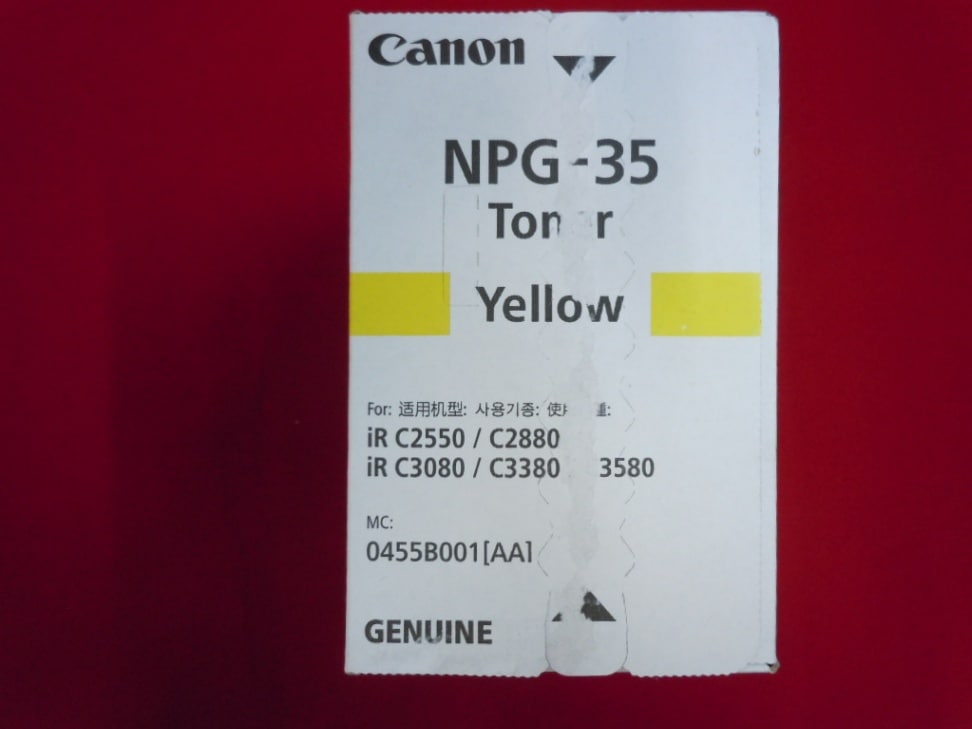 Canon
NPG-35
Toner
Yellow
For: 适用机型: 사용기종:
iR C2550 / C2880
iR C3080 / C3380 3580
MC:
0455B001[AA]
GENUINE